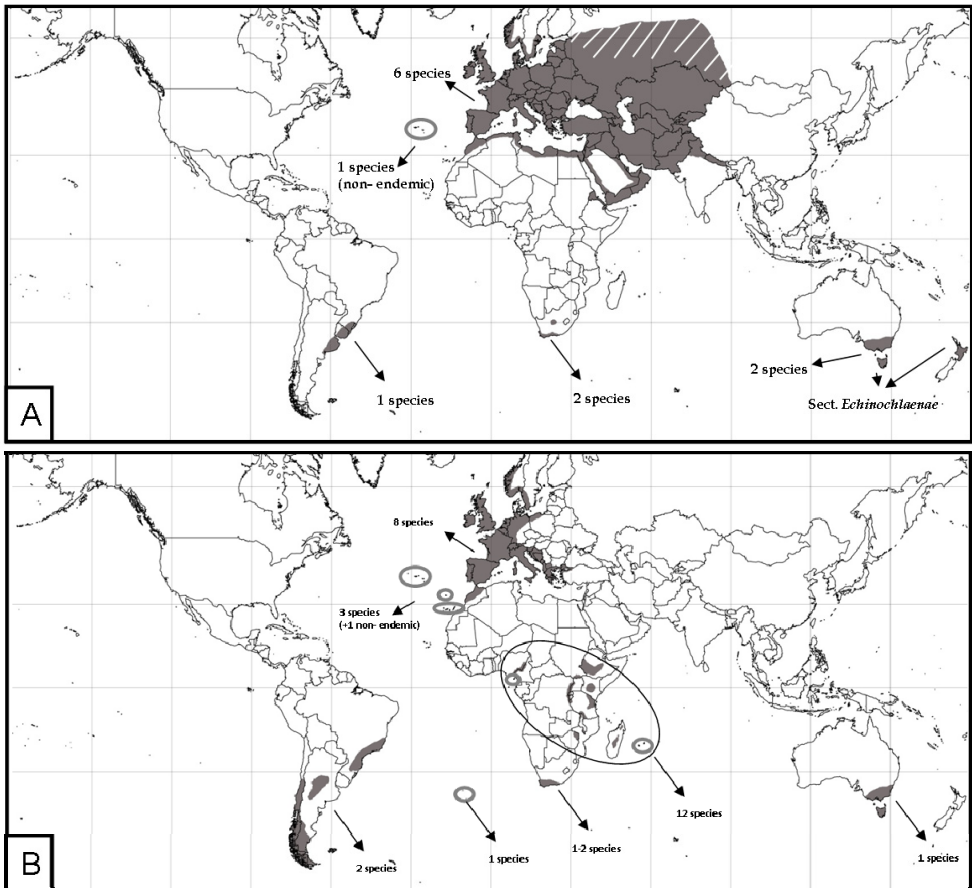 6 species
1 species
(non- endemic)
1 species
2 species
2 species
Sect. Echinochlaenae
A
8 species
3 species
(+1 non- endemic)
12 species
2 species
1 species
1-2 species
1 species
B